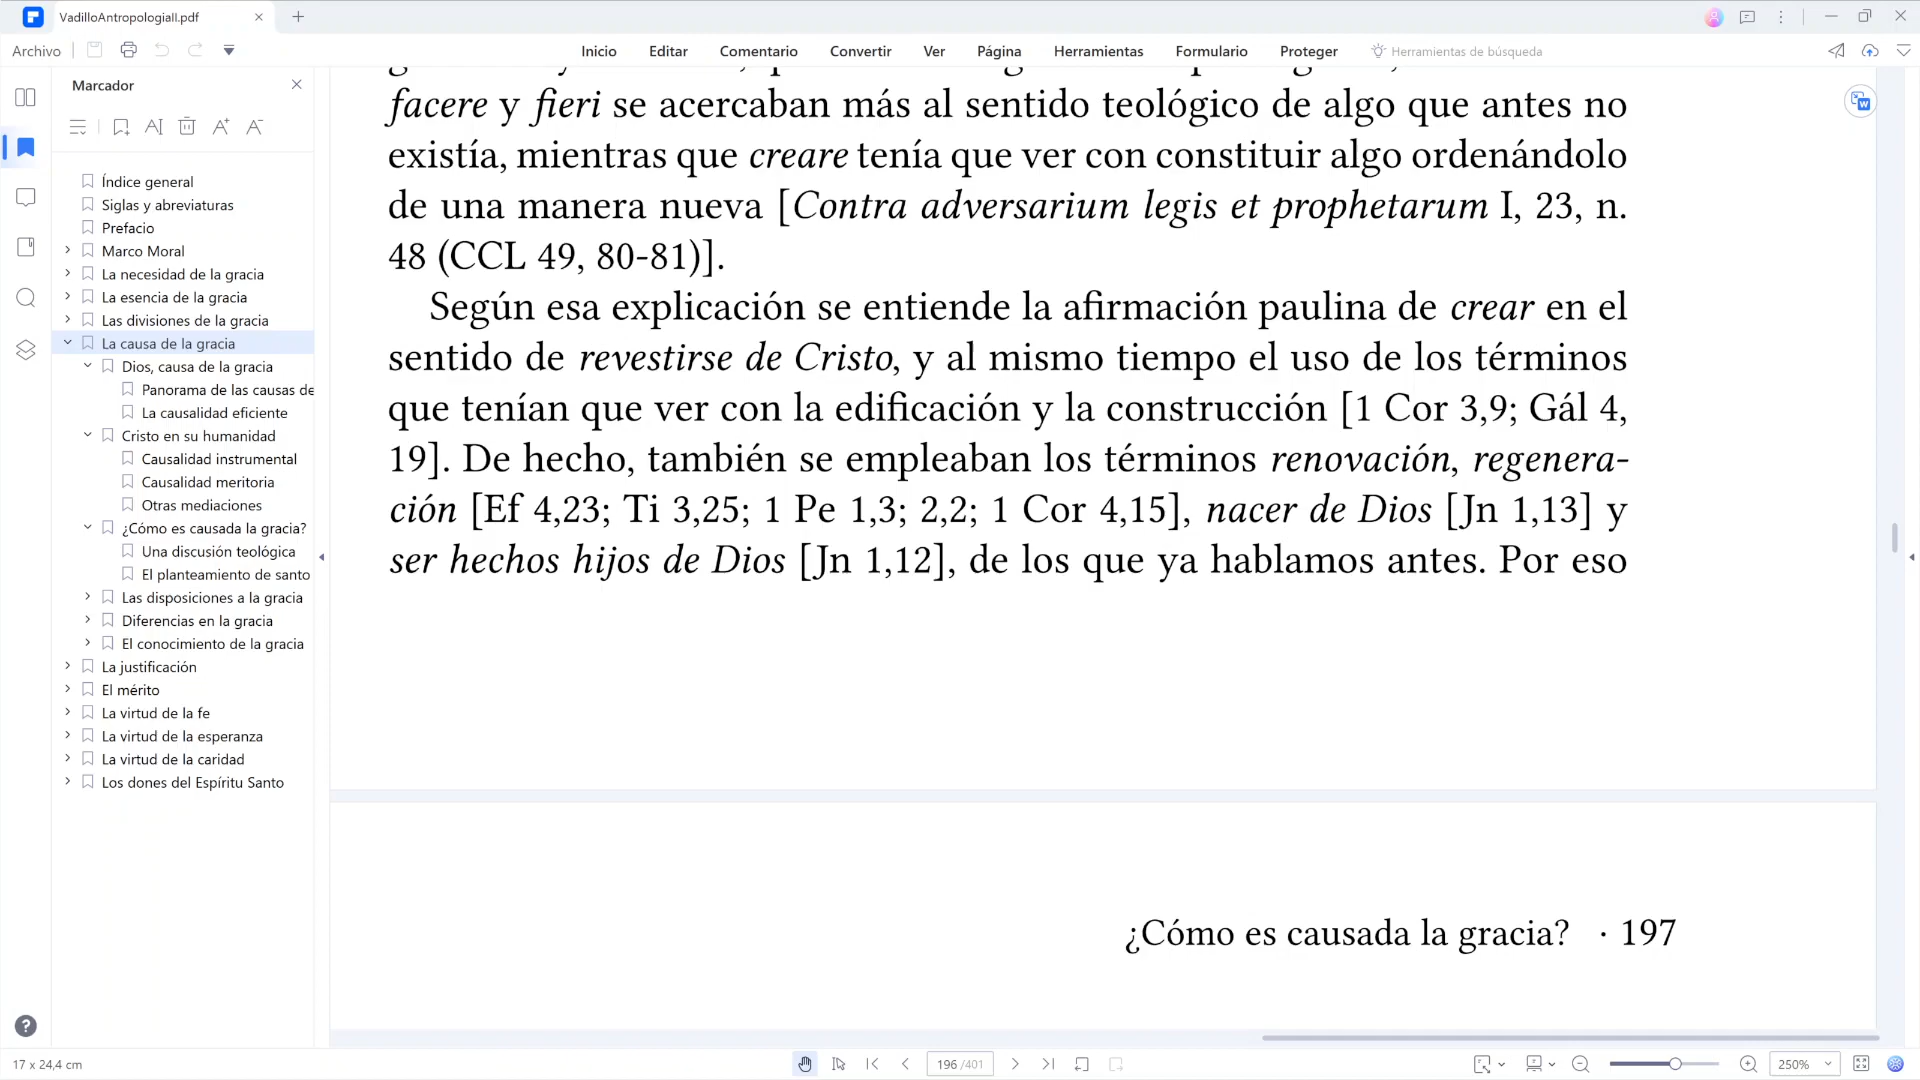 VadilloAntropologiaII.pdf
Archivo
Inicio
Editar
Comentario
Convertir
Ver
Página
Herramientas
Formulario
Proteger
Herramientas de búsqueda
Marcador
Índice general
Siglas y abreviaturas
Prefacio
Marco Moral
La necesidad de la gracia
La esencia de la gracia
Las divisiones de la gracia
La causa de la gracia
Dios, causa de la gracia
Panorama de las causas de
La causalidad eficiente
Cristo en su humanidad
Causalidad instrumental
Causalidad meritoria
Otras mediaciones
¿Cómo es causada la gracia?
Una discusión teológica
El planteamiento de santo
Las disposiciones a la gracia
Diferencias en la gracia
El conocimiento de la gracia
La justificación
El mérito
La virtud de la fe
La virtud de la esperanza
La virtud de la caridad
Los dones del Espíritu Santo
facere y fieri se acercaban más al sentido teológico de algo que antes no
existía, mientras que creare tenía que ver con constituir algo ordenándolo
de una manera nueva [Contra adversarium legis et prophetarum I, 23, n.
48 (CCL 49, 80-81)].
Según esa explicación se entiende la afirmación paulina de crear en el
sentido de revestirse de Cristo, y al mismo tiempo el uso de los términos
que tenían que ver con la edificación y la construcción [1 Cor 3,9; Gál 4,
19]. De hecho, también se empleaban los términos renovación, regenera-
ción [Ef 4,23; Ti 3,25; 1 Pe 1,3; 2,2; 1 Cor 4,15], nacer de Dios [Jn 1,13] y
ser hechos hijos de Dios [Jn 1,12], de los que ya hablamos antes. Por eso
¿Cómo es causada la gracia? · 197
17 x 24,4 cm
196 /401
250%